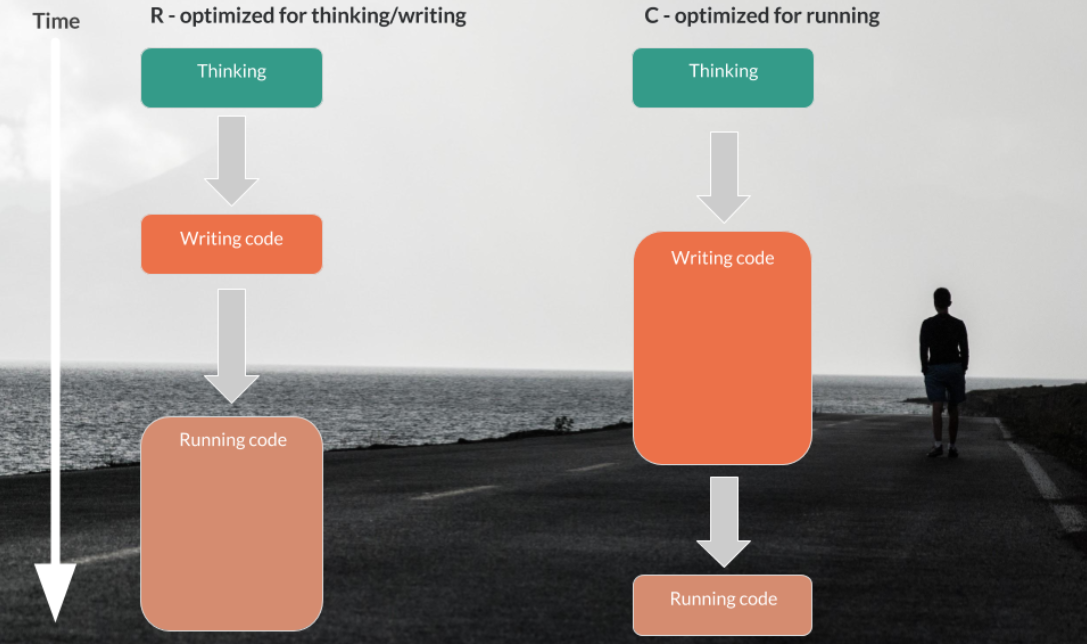 Time
R - optimized for thinking/writing
C - optimized for running
Thinking
Thinking
Writing code
Writing code
Running code
Running code